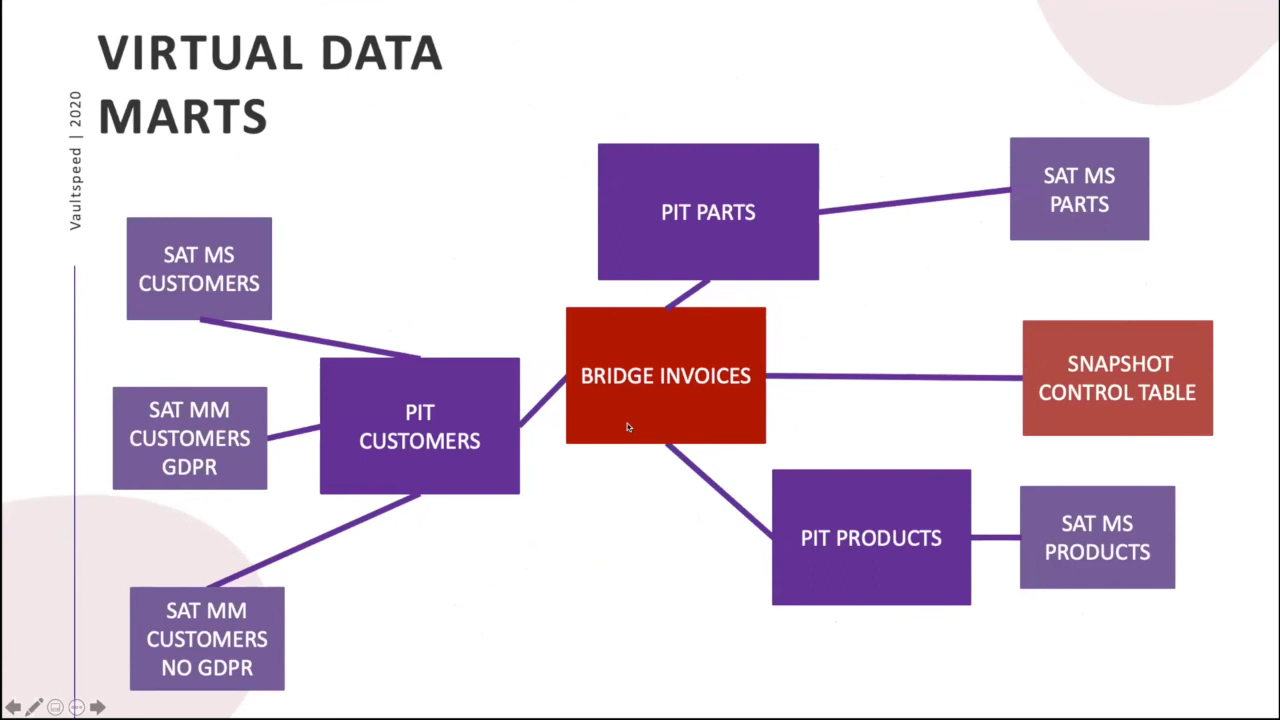 VIRTUAL DATA
MARTS
Vaultspeed | 2020
SAT MS
CUSTOMERS
SAT MM
CUSTOMERS
GDPR
SAT MM
CUSTOMERS
NO GDPR
PIT
CUSTOMERS
PIT PARTS
BRIDGE INVOICES
PIT PRODUCTS
SAT MS
PARTS
SNAPSHOT
CONTROL TABLE
SAT MS
PRODUCTS